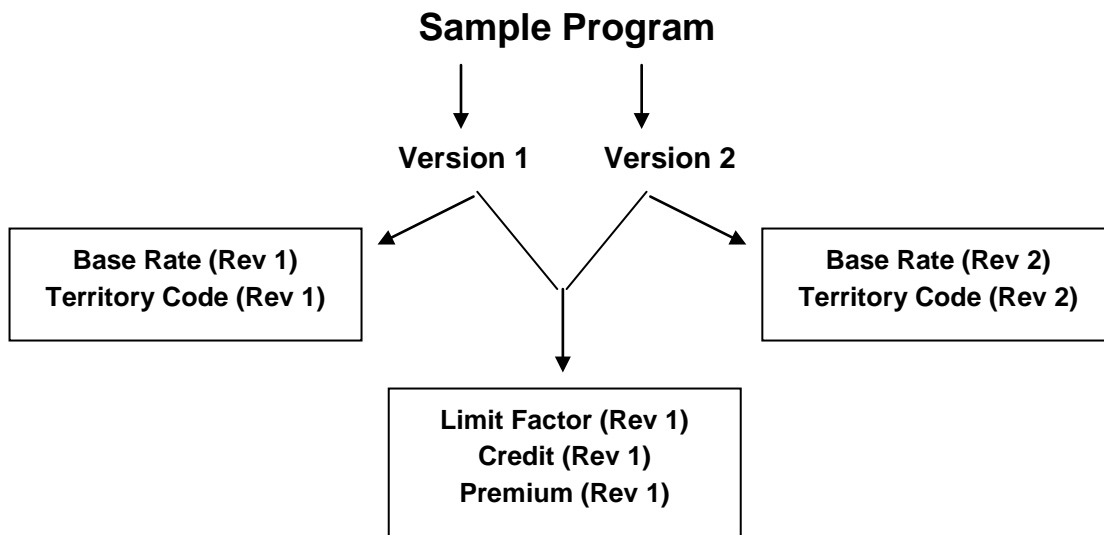 Sample Program
Version 1
Version 2
Base Rate (Rev 1)
Territory Code (Rev 1)
Base Rate (Rev 2)
Territory Code (Rev 2)
Limit Factor (Rev 1)
Credit (Rev 1)
Premium (Rev 1)